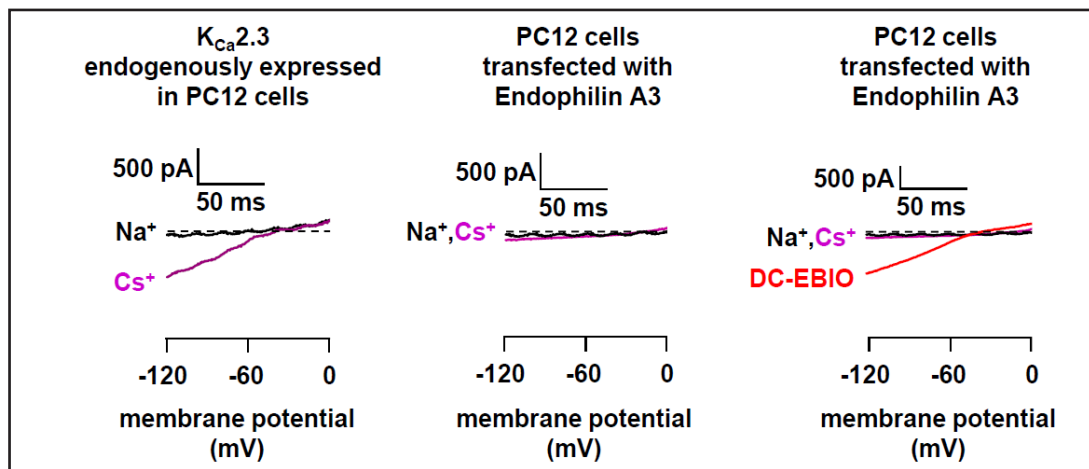 K_Ca2.3
endogenously expressed
in PC12 cells
500 pA
50 ms
Na⁺
Cs⁺
-120 -60 0
membrane potential
(mV)
PC12 cells
transfected with
Endophilin A3
500 pA
50 ms
Na⁺,Cs⁺
-120 -60 0
membrane potential
(mV)
PC12 cells
transfected with
Endophilin A3
500 pA
50 ms
Na⁺,Cs⁺
DC-EBIO
-120 -60 0
membrane potential
(mV)